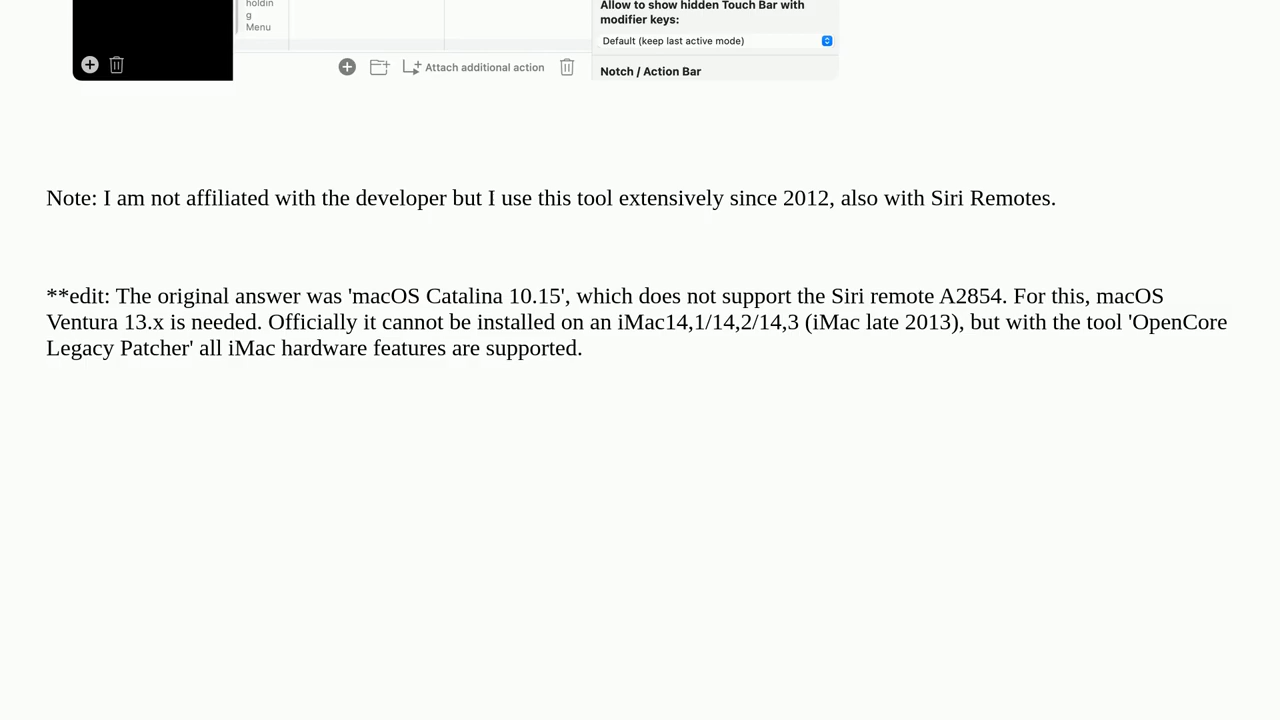 Allow to show hidden Touch Bar with
modifier keys:
holdin
g
Menu
Default (keep last active mode)
Attach additional action
Notch / Action Bar
Note: I am not affiliated with the developer but I use this tool extensively since 2012, also with Siri Remotes.
**edit: The original answer was 'macOS Catalina 10.15', which does not support the Siri remote A2854. For this, macOS
Ventura 13.x is needed. Officially it cannot be installed on an iMac14,1/14,2/14,3 (iMac late 2013), but with the tool 'OpenCore
Legacy Patcher' all iMac hardware features are supported.